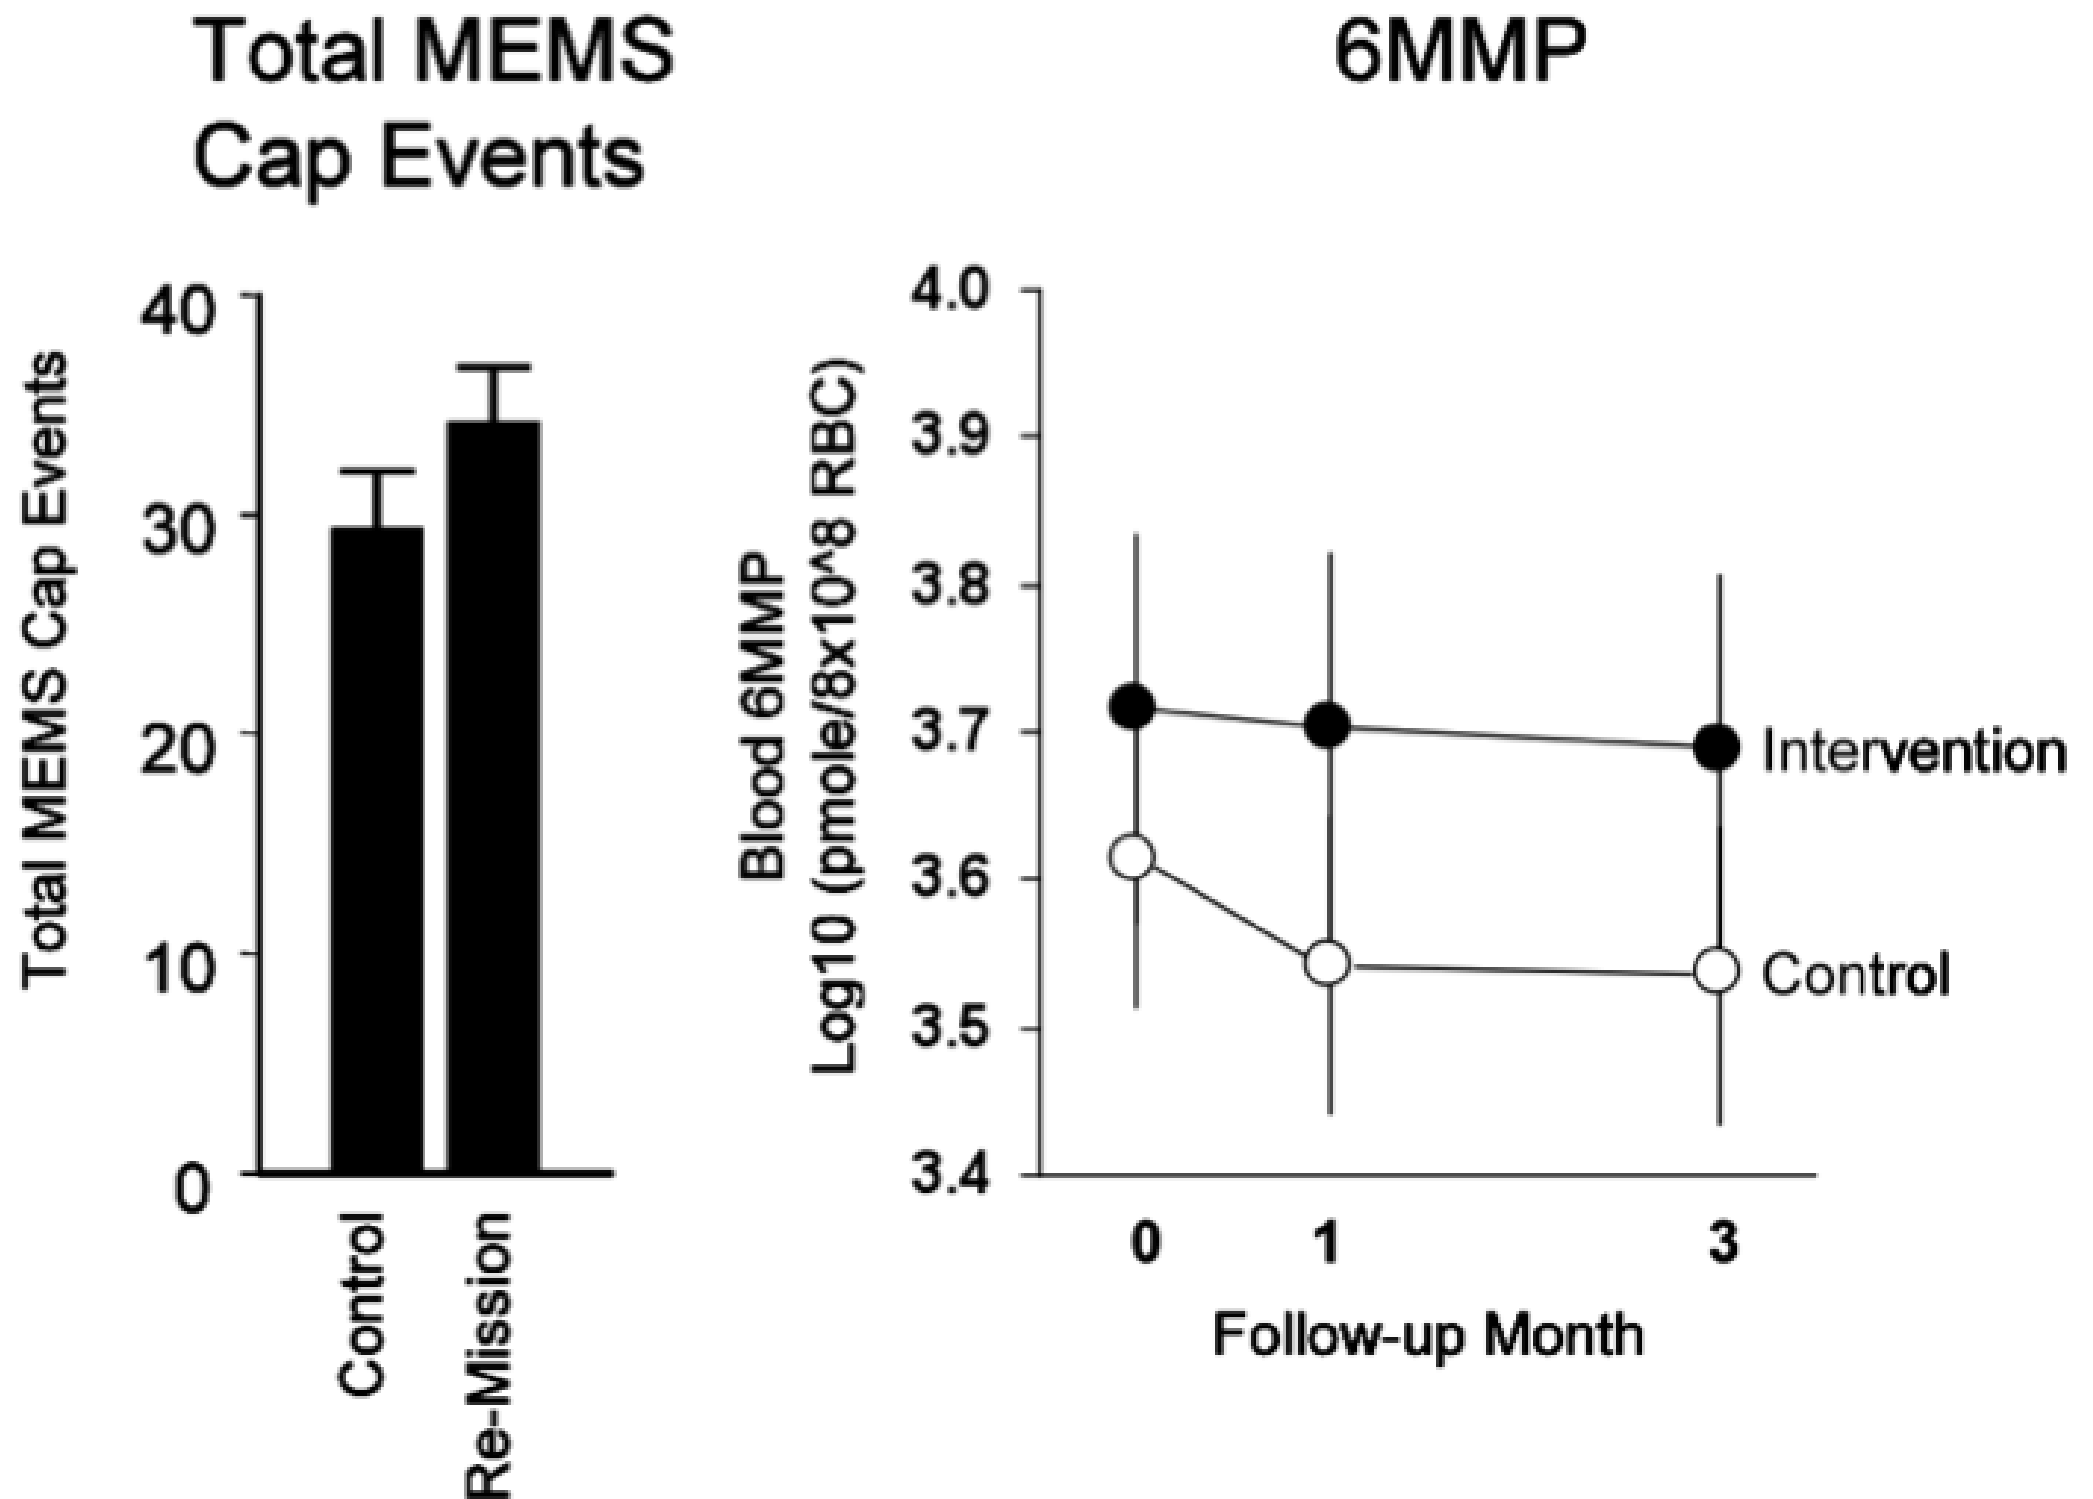 Total MEMS
Cap Events
Total MEMS Cap Events
40
30
20
10
0
Control
Re-Mission
6MMP
Blood 6MMP
Log10 (pmole/8x10^8 RBC)
4.0
3.9
3.8
3.7
3.6
3.5
3.4
Intervention
Control
0 1 3
Follow-up Month